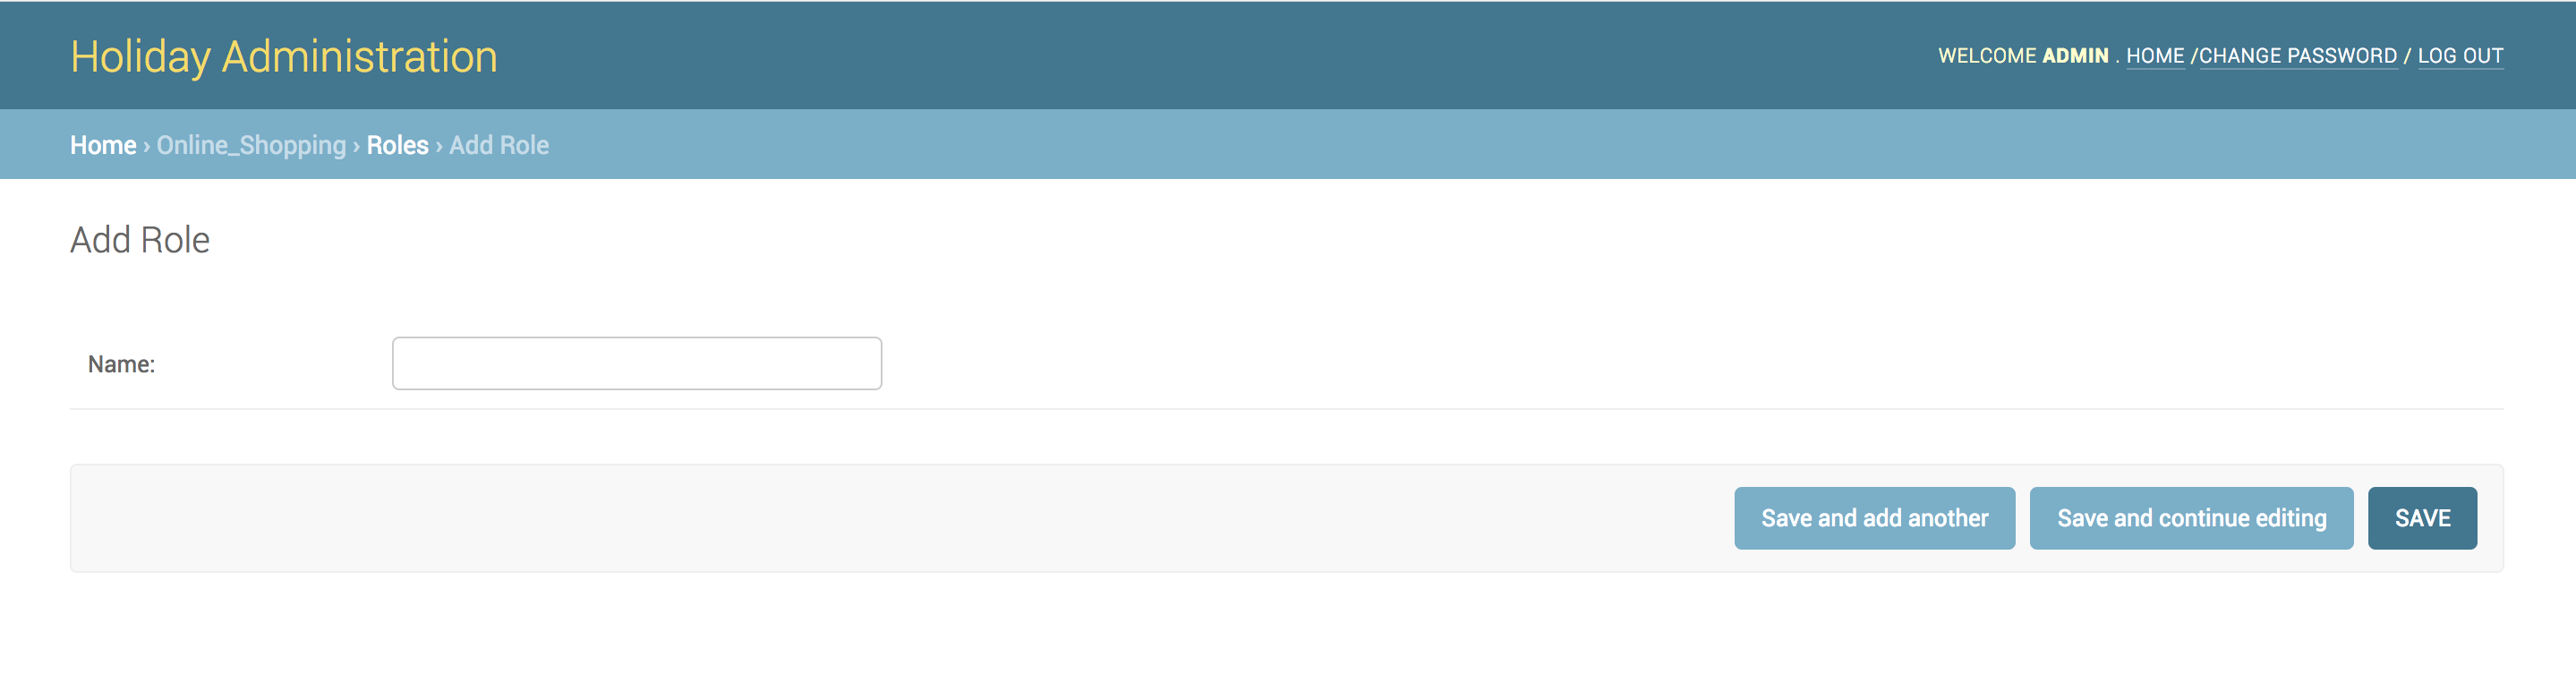 Holiday Administration
WELCOME ADMIN . HOME /CHANGE PASSWORD / LOG OUT
Home › Online_Shopping › Roles › Add Role
Add Role
Name:
Save and add another
Save and continue editing
SAVE